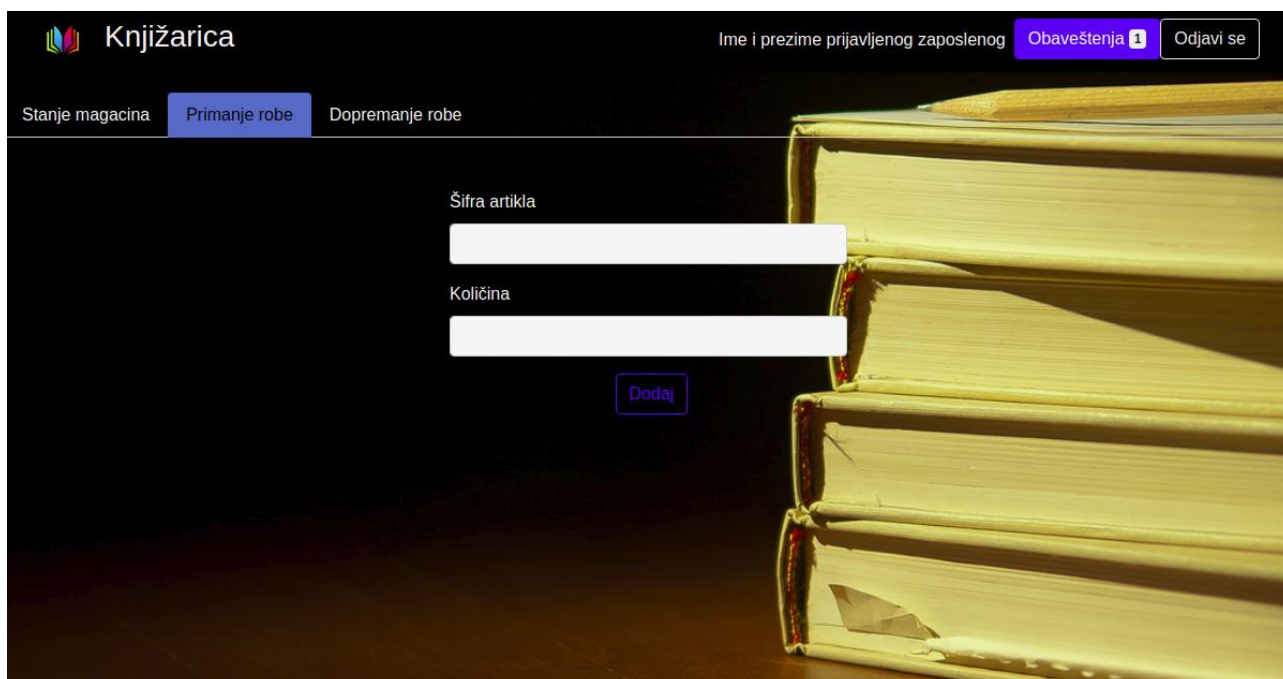 Knjižarica
Ime i prezime prijavljenog zaposlenog
Obaveštenja 1
Odjavi se
Stanje magacina
Primanje robe
Dopremanje robe
Šifra artikla
Količina
Dodaj